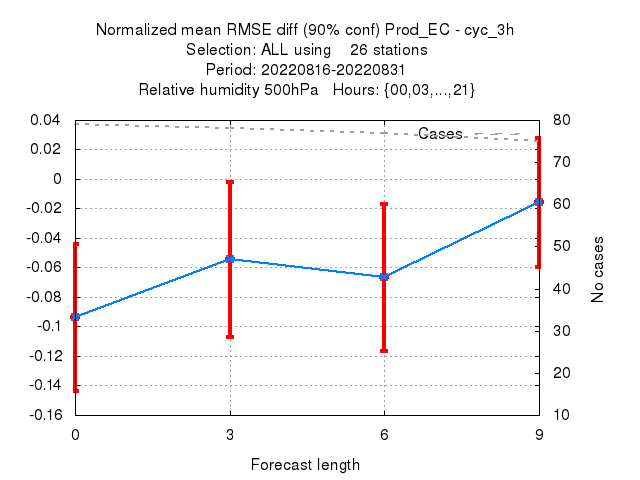 Normalized mean RMSE diff (90% conf) Prod_EC - cyc_3h
Selection: ALL using 26 stations
Period: 20220816-20220831
Relative humidity 500hPa Hours: {00,03,...,21}
0.04
0.02
0
-0.02
-0.04
-0.06
-0.08
-0.1
-0.12
-0.14
-0.16
Cases
80
70
60
50
40
30
20
10
No cases
0 3 6 9
Forecast length